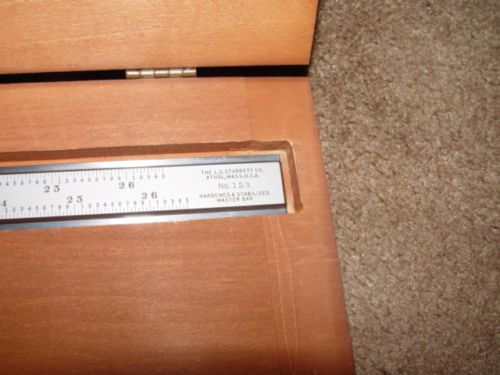 THE L.S. STARRETT CO.
ATHOL, MASS. U.S.A.
No. 123
HARDENED & STABILIZED
MASTER BAR
25 26
25 26